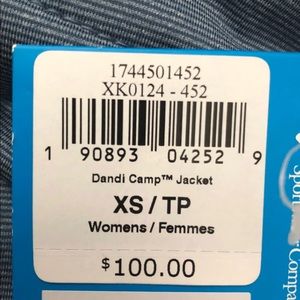 1744501452
XK0124 - 452
1 90893 04252 9
Dandi Camp™ Jacket
XS / TP
Womens / Femmes
$100.00